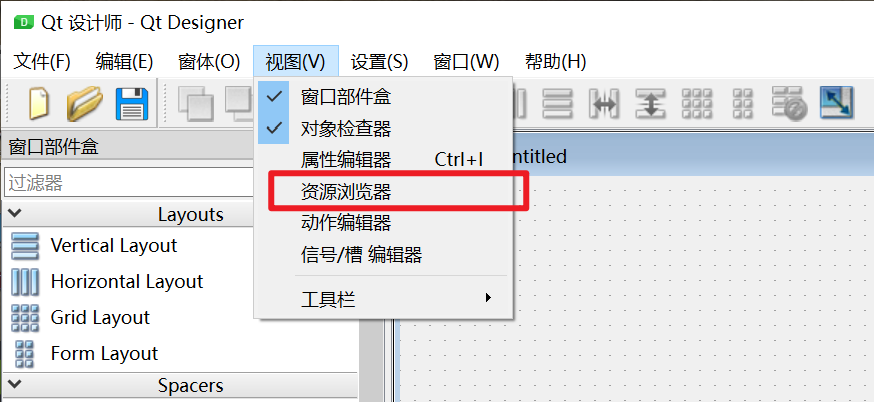 Qt 设计师 - Qt Designer
文件(F) 编辑(E) 窗体(O) 视图(V) 设置(S) 窗口(W) 帮助(H)
窗口部件盒
对象检查器
属性编辑器 Ctrl+I
资源浏览器
动作编辑器
信号/槽 编辑器
工具栏
窗口部件盒
过滤器
Layouts
Vertical Layout
Horizontal Layout
Grid Layout
Form Layout
Spacers
ntitled